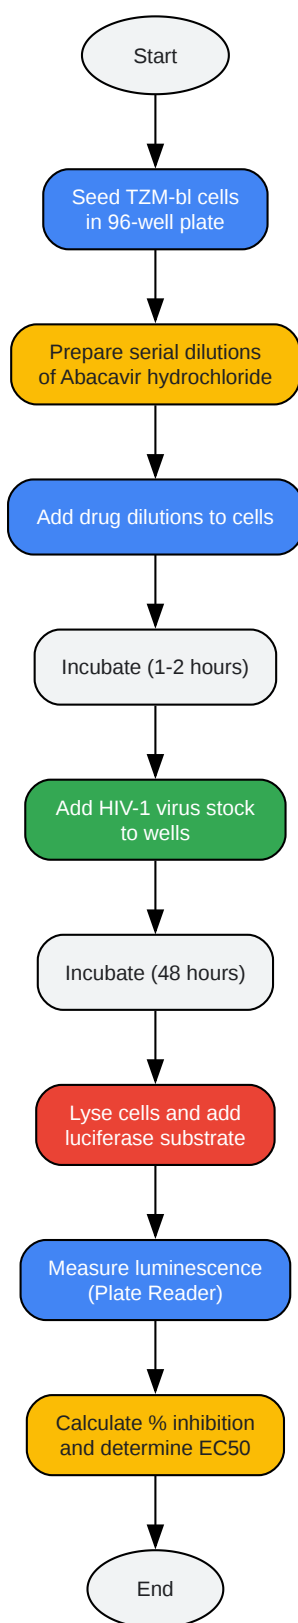 Start
Seed TZM-bl cells
in 96-well plate
Prepare serial dilutions
of Abacavir hydrochloride
Add drug dilutions to cells
Incubate (1-2 hours)
Add HIV-1 virus stock
to wells
Incubate (48 hours)
Lyse cells and add
luciferase substrate
Measure luminescence
(Plate Reader)
Calculate % inhibition
and determine EC50
End